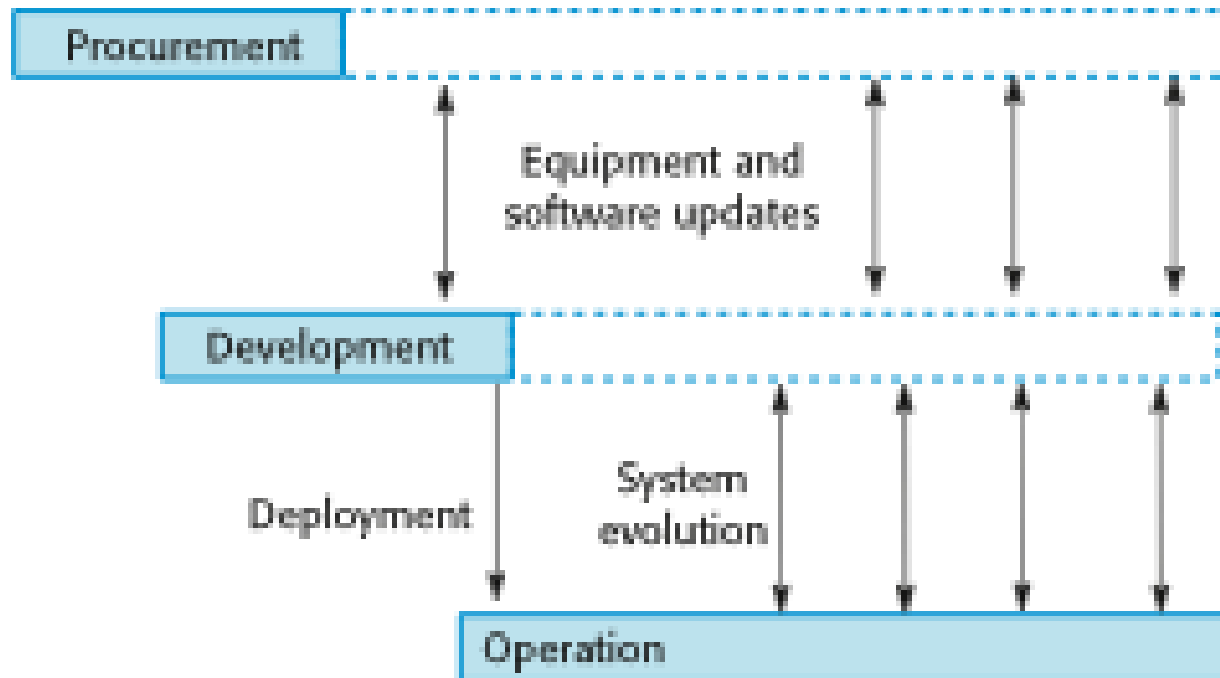 Procurement
Equipment and
software updates
Development
Deployment
System
evolution
Operation